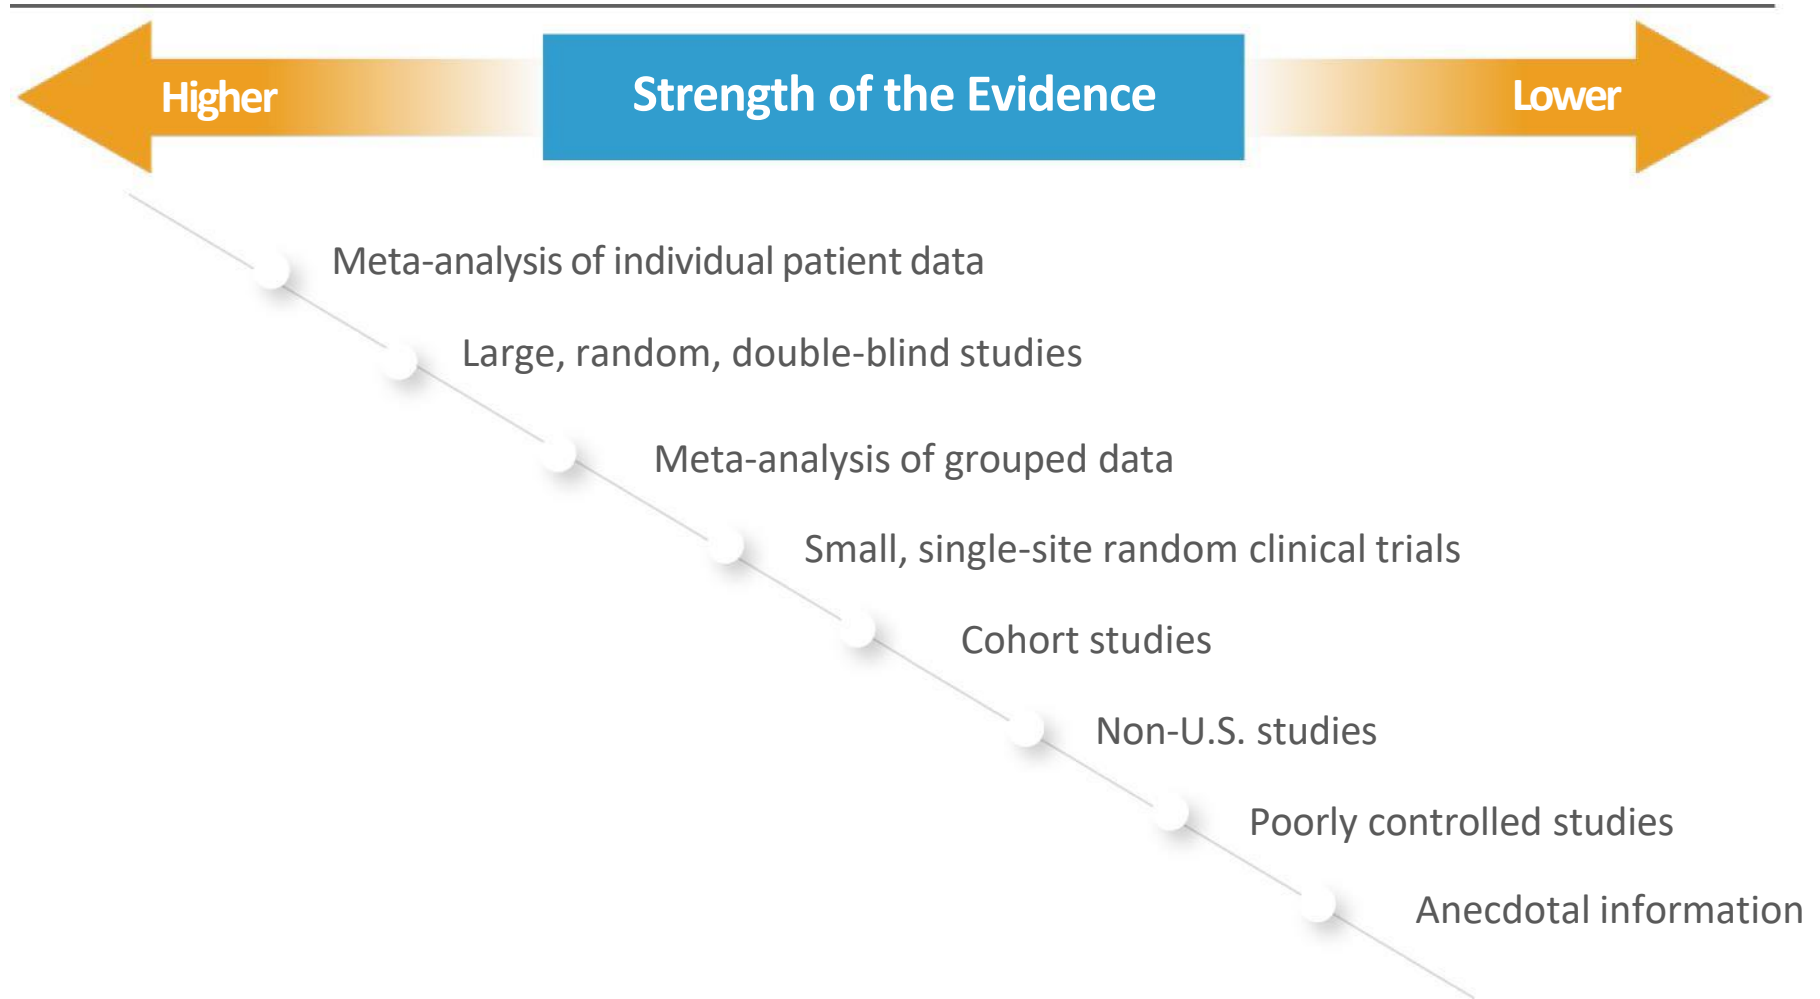 Higher
Strength of the Evidence
Lower
Meta-analysis of individual patient data
Large, random, double-blind studies
Meta-analysis of grouped data
Small, single-site random clinical trials
Cohort studies
Non-U.S. studies
Poorly controlled studies
Anecdotal information